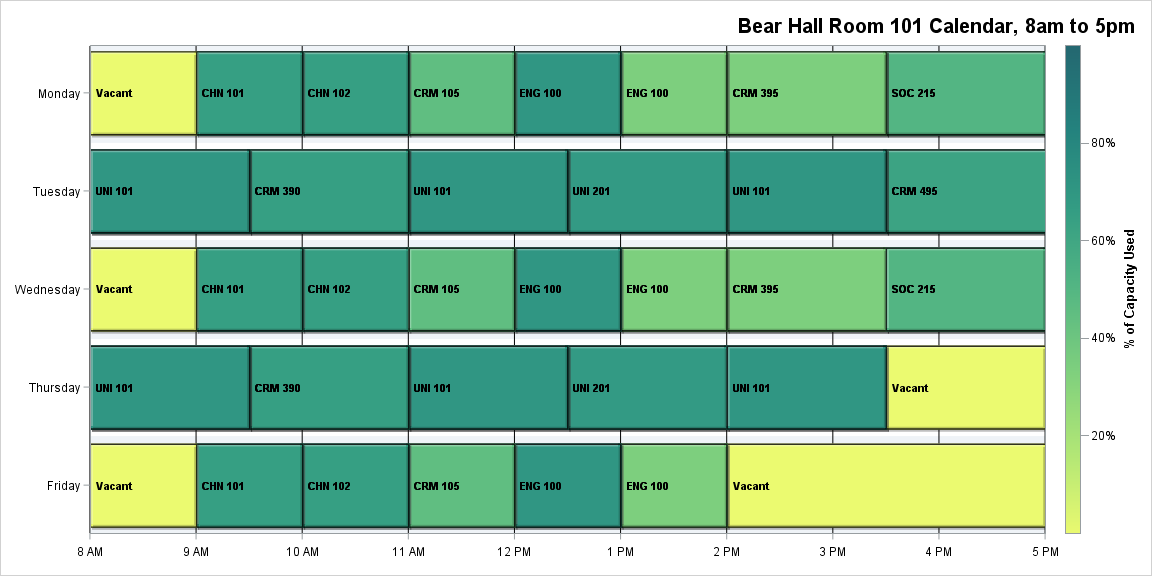 Bear Hall Room 101 Calendar, 8am to 5pm
Monday
Vacant
CHN 101
CHN 102
CRM 105
ENG 100
ENG 100
CRM 395
SOC 215
Tuesday
UNI 101
CRM 390
UNI 101
UNI 201
UNI 101
CRM 495
Wednesday
Vacant
CHN 101
CHN 102
CRM 105
ENG 100
ENG 100
CRM 395
SOC 215
Thursday
UNI 101
CRM 390
UNI 101
UNI 201
UNI 101
Vacant
Friday
Vacant
CHN 101
CHN 102
CRM 105
ENG 100
ENG 100
Vacant
8 AM
9 AM
10 AM
11 AM
12 PM
1 PM
2 PM
3 PM
4 PM
5 PM
80%
60%
40%
20%
% of Capacity Used